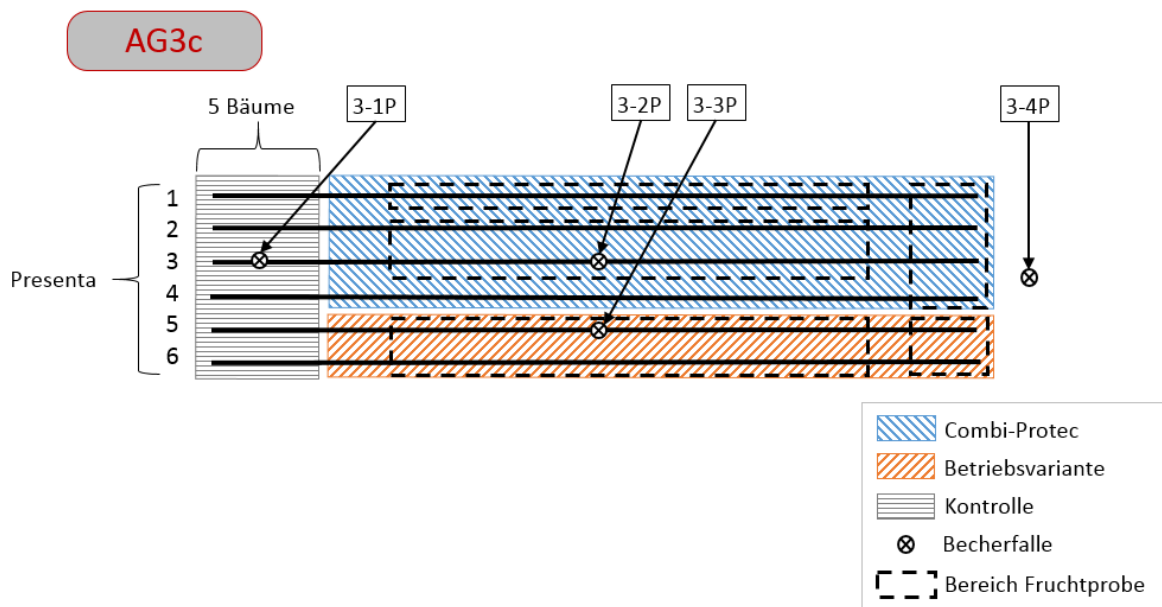 AG3c
5 Bäume
3-1P
3-2P
3-3P
3-4P
Presenta
1
2
3
4
5
6
Combi-Protec
Betriebsvariante
Kontrolle
Becherfalle
Bereich Fruchtprobe